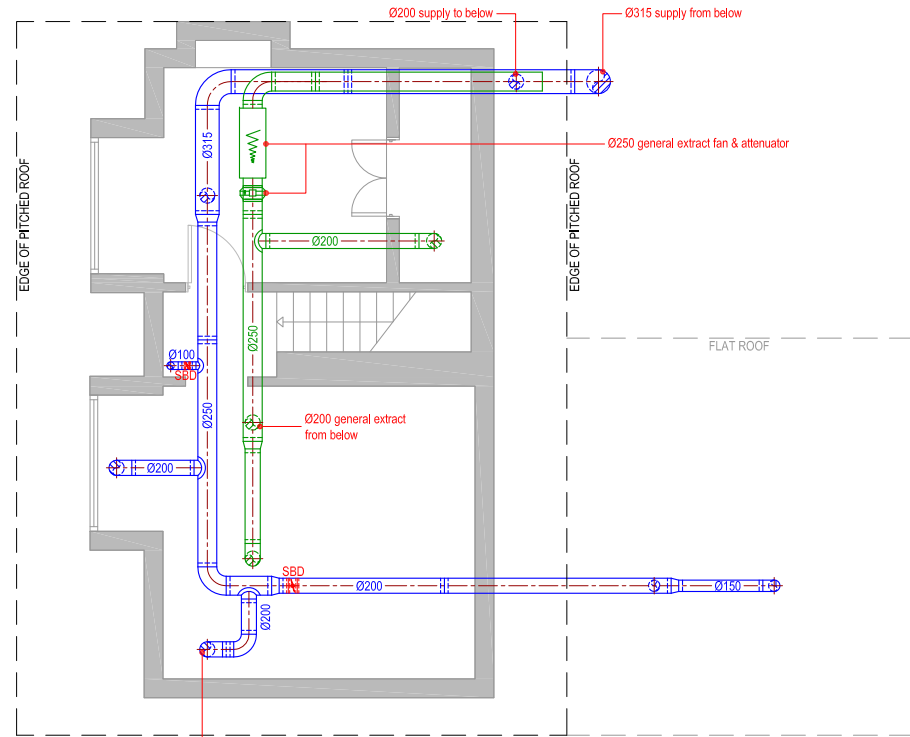 Ø200 supply to below
Ø315 supply from below
Ø315
Ø250 general extract fan & attenuator
EDGE OF PITCHED ROOF
EDGE OF PITCHED ROOF
Ø200
Ø250
FLAT ROOF
Ø100
SBD
Ø250
Ø200 general extract
from below
Ø200
SBD
Ø200
Ø150
Ø200